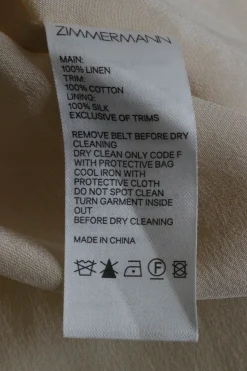 ZIMMERMANN
MAIN:
100% LINEN
TRIM:
100% COTTON
LINING:
100% SILK
EXCLUSIVE OF TRIMS
REMOVE BELT BEFORE DRY
CLEANING
DRY CLEAN ONLY CODE F
WITH PROTECTIVE BAG
COOL IRON WITH
PROTECTIVE CLOTH
DO NOT SPOT CLEAN
TURN GARMENT INSIDE
OUT
BEFORE DRY CLEANING
MADE IN CHINA
F